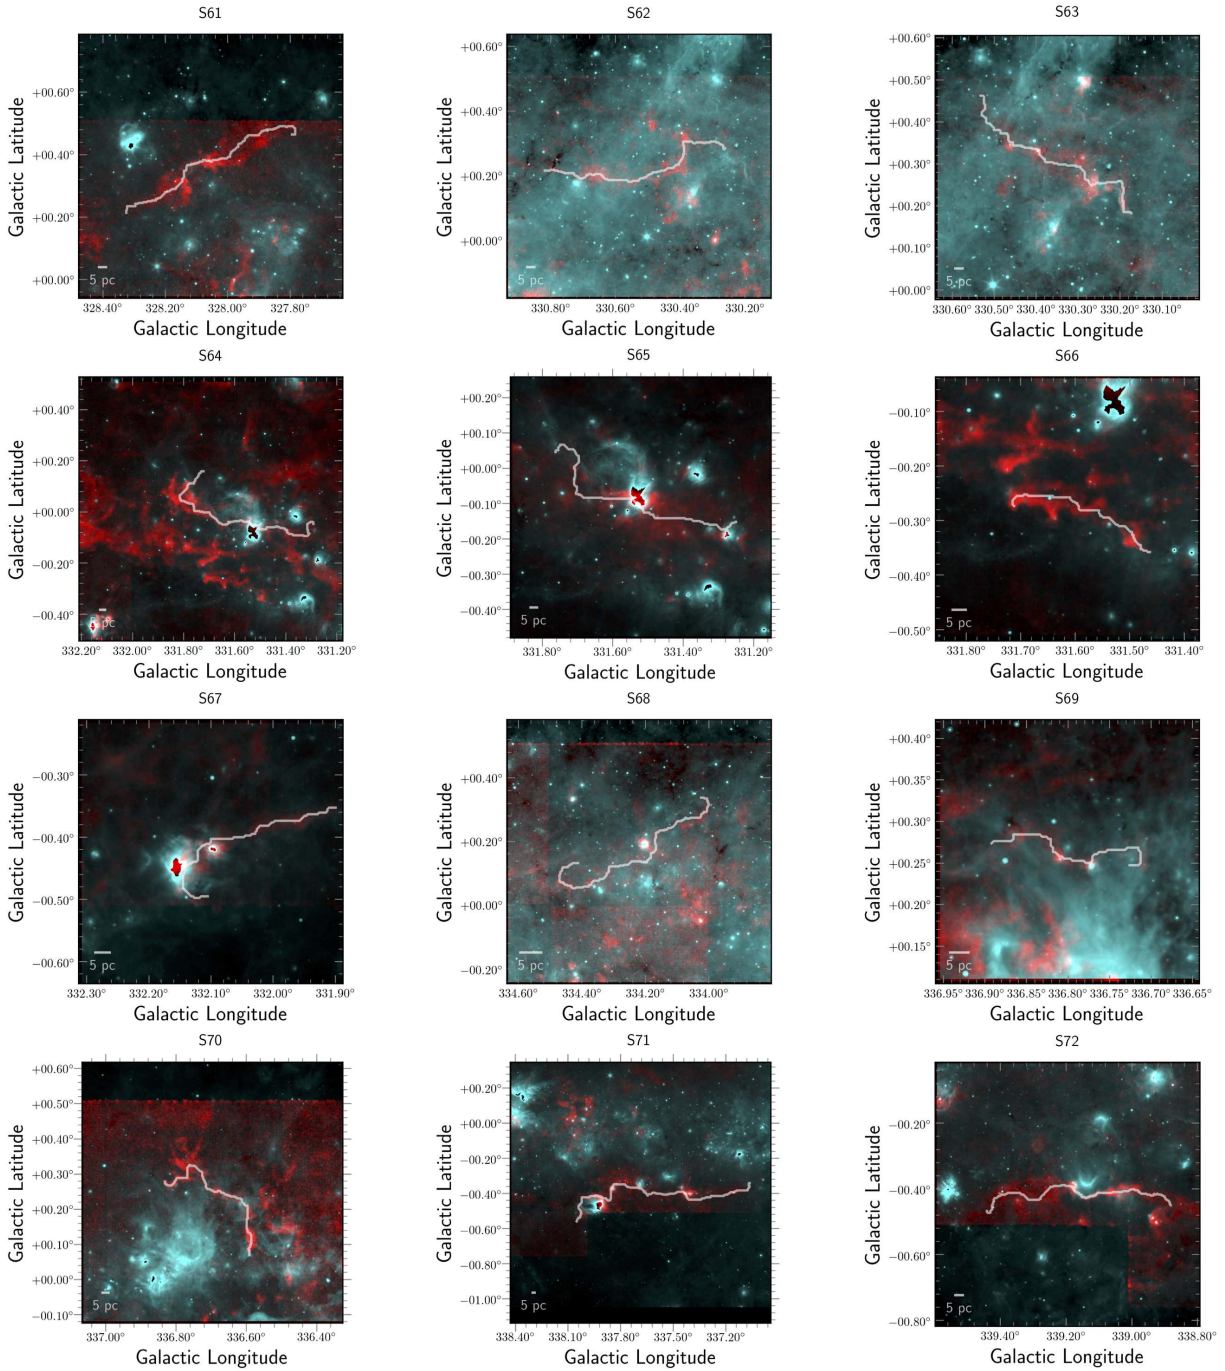 S61 S62 S63
+00.60° +00.40° +00.20° +00.00°
Galactic Latitude
5 pc
328.40° 328.20° 328.00° 327.80°
Galactic Longitude
+00.60° +00.40° +00.20° +00.00°
Galactic Latitude
5 pc
330.80° 330.60° 330.40° 330.20°
Galactic Longitude
+00.60° +00.50° +00.40° +00.30° +00.20° +00.10° +00.00°
Galactic Latitude
5 pc
330.60° 330.50° 330.40° 330.30° 330.20° 330.10°
Galactic Longitude
S64 S65 S66
+00.40° +00.20° +00.00° −00.20° −00.40°
Galactic Latitude
5 pc
332.20° 332.00° 331.80° 331.60° 331.40° 331.20°
Galactic Longitude
+00.20° +00.10° +00.00° −00.10° −00.20° −00.30° −00.40°
Galactic Latitude
5 pc
331.80° 331.60° 331.40° 331.20°
Galactic Longitude
−00.10° −00.20° −00.30° −00.40° −00.50°
Galactic Latitude
5 pc
331.80° 331.70° 331.60° 331.50° 331.40°
Galactic Longitude
S67 S68 S69
−00.30° −00.40° −00.50° −00.60°
Galactic Latitude
5 pc
332.30° 332.20° 332.10° 332.00° 331.90°
Galactic Longitude
+00.40° +00.20° +00.00° −00.20°
Galactic Latitude
5 pc
334.60° 334.40° 334.20° 334.00°
Galactic Longitude
+00.40° +00.35° +00.30° +00.25° +00.20° +00.15°
Galactic Latitude
5 pc
336.95° 336.90° 336.85° 336.80° 336.75° 336.70° 336.65°
Galactic Longitude
S70 S71 S72
+00.60° +00.50° +00.40° +00.30° +00.20° +00.10° +00.00° −00.10°
Galactic Latitude
5 pc
337.00° 336.80° 336.60° 336.40°
Galactic Longitude
+00.20° +00.00° −00.20° −00.40° −00.60° −00.80° −01.00°
Galactic Latitude
5 pc
338.40° 338.10° 337.80° 337.50° 337.20°
Galactic Longitude
−00.20° −00.40° −00.60° −00.80°
Galactic Latitude
5 pc
339.40° 339.20° 339.00° 338.80°
Galactic Longitude